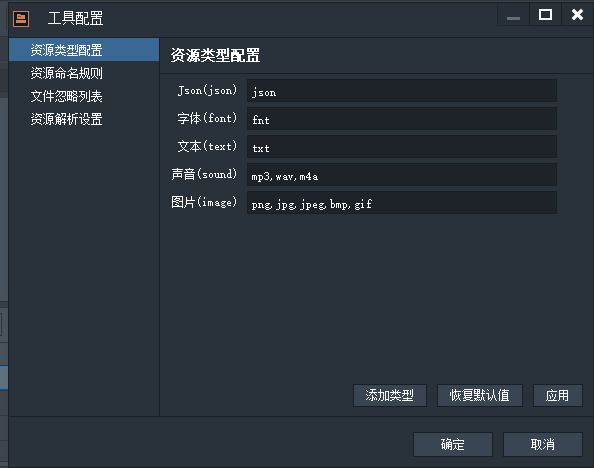 工具配置
资源类型配置
资源命名规则
文件忽略列表
资源解析设置
资源类型配置
Json(json) json
字体(font) fnt
文本(text) txt
声音(sound) mp3,wav,m4a
图片(image) png,jpg,jpeg,bmp,gif
添加类型 恢复默认值 应用
确定 取消